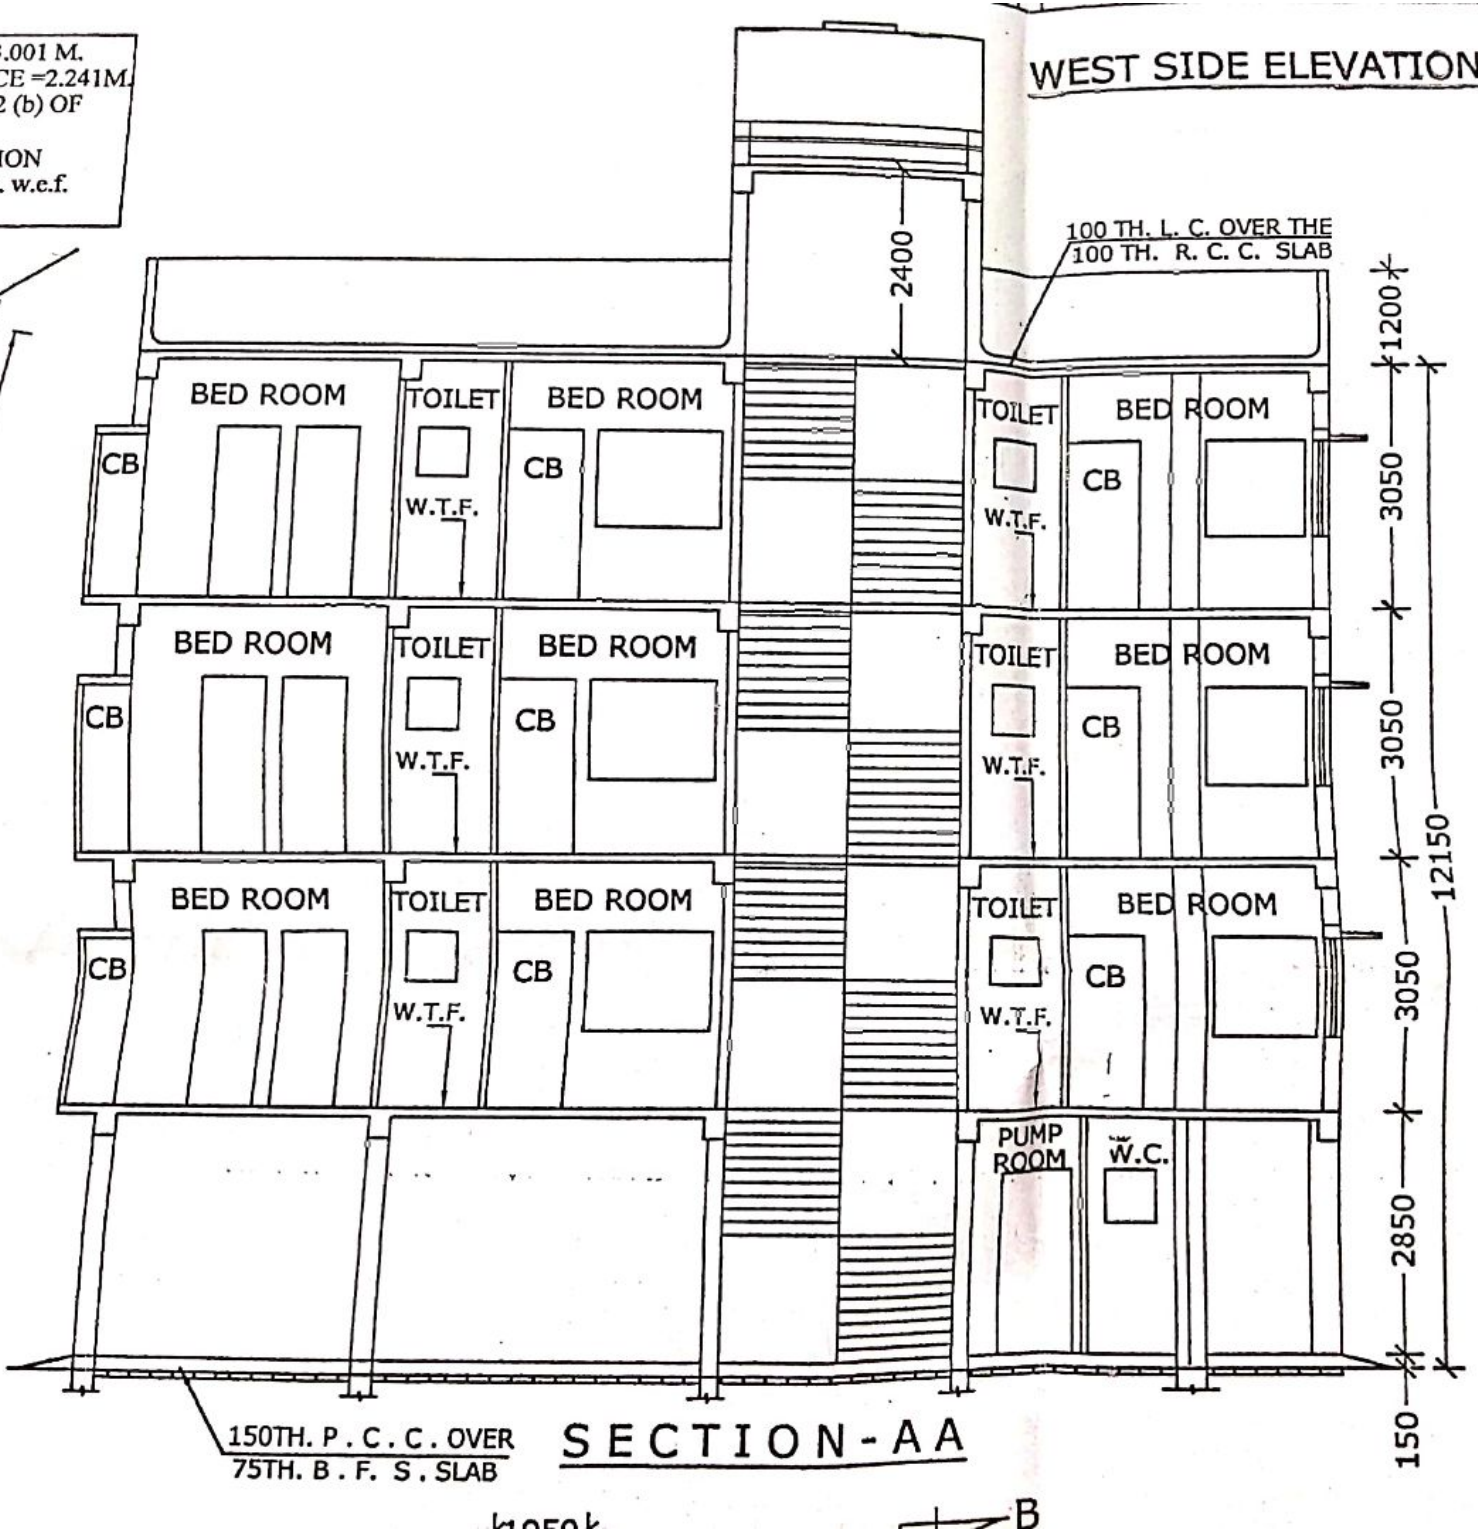 3.001 M.
CE =2.241M.
2 (b) OF
ION
. w.e.f.
WEST SIDE ELEVATION
100 TH. L. C. OVER THE
100 TH. R. C. C. SLAB
2400
1200
BED ROOM TOILET BED ROOM TOILET BED ROOM
CB CB CB
W.T.F. W.T.F.
3050
BED ROOM TOILET BED ROOM TOILET BED ROOM
CB CB CB
W.T.F. W.T.F.
3050
12150
BED ROOM TOILET BED ROOM TOILET BED ROOM
CB CB CB
W.T.F. W.T.F.
3050
PUMP ROOM
W.C.
2850
150TH. P. C. C. OVER
75TH. B. F. S. SLAB
SECTION-AA
150
B